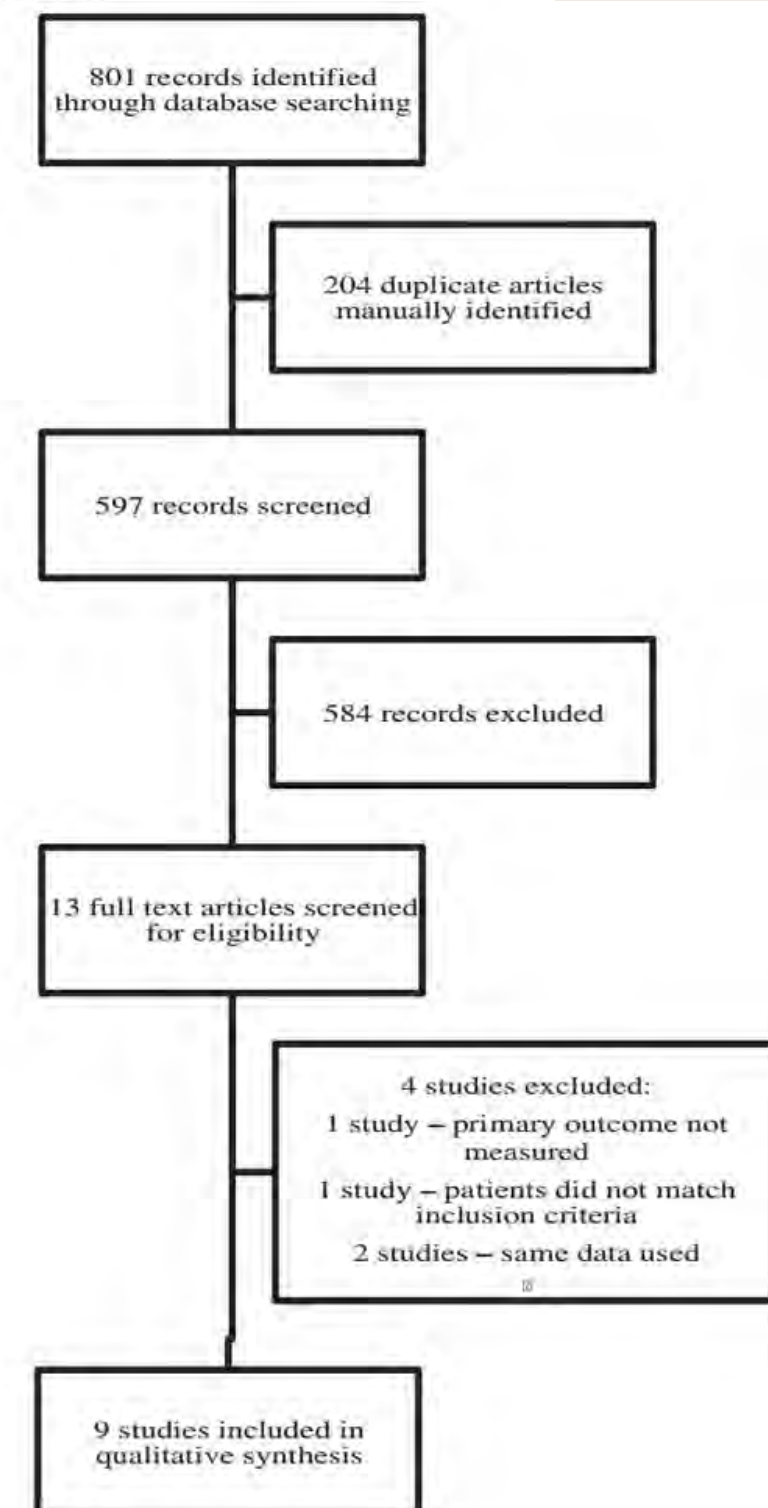 801 records identified
through database searching
204 duplicate articles
manually identified
597 records screened
584 records excluded
13 full text articles screened
for eligibility
4 studies excluded:
1 study – primary outcome not
measured
1 study – patients did not match
inclusion criteria
2 studies – same data used
9 studies included in
qualitative synthesis